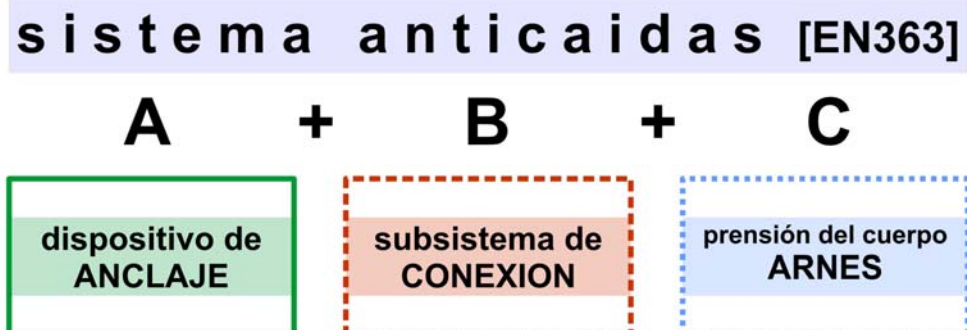 sistema anticaidas [EN363]
A + B + C
dispositivo de
ANCLAJE
subsistema de
CONEXION
prensión del cuerpo
ARNES